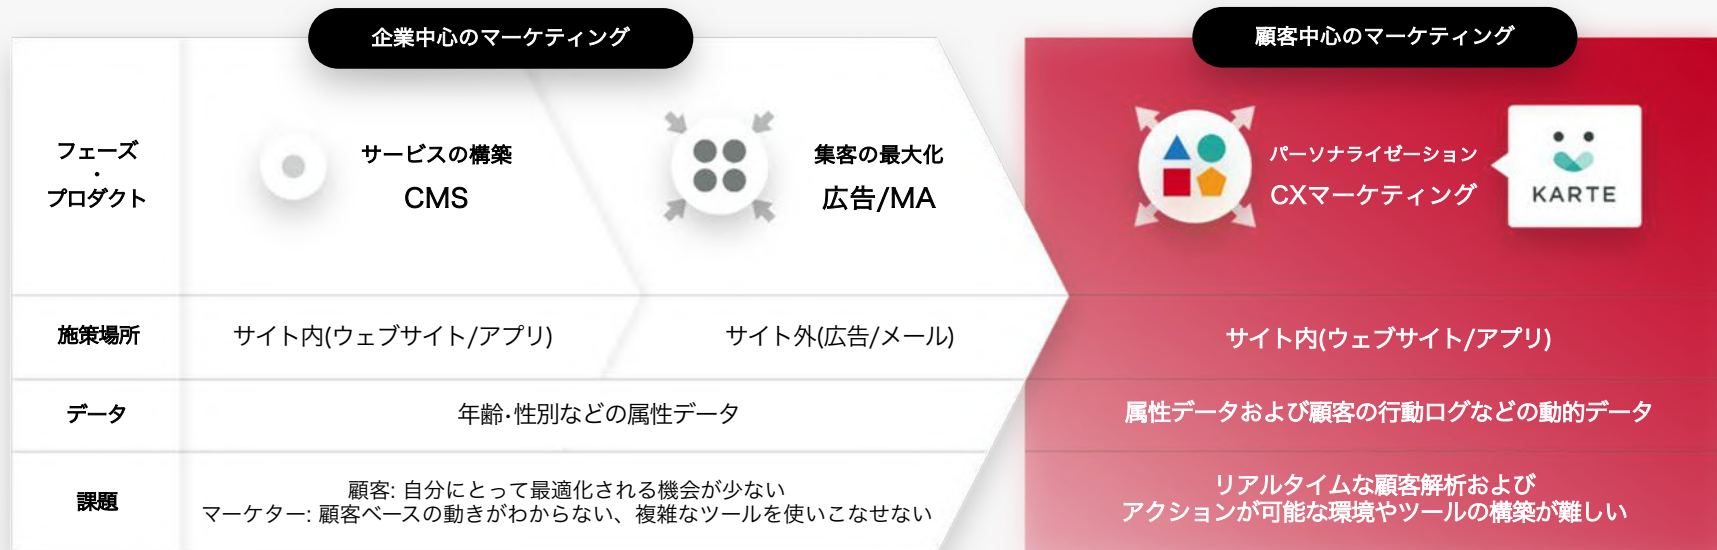 企業中心のマーケティング
顧客中心のマーケティング
フェーズ
・
プロダクト
サービスの構築
CMS
集客の最大化
広告/MA
パーソナライゼーション
CXマーケティング
KARTE
施策場所
サイト内(ウェブサイト/アプリ)
サイト外(広告/メール)
サイト内(ウェブサイト/アプリ)
データ
年齢・性別などの属性データ
属性データおよび顧客の行動ログなどの動的データ
課題
顧客: 自分にとって最適化される機会が少ない
マーケター: 顧客ベースの動きがわからない、複雑なツールを使いこなせない
リアルタイムな顧客解析および
アクションが可能な環境やツールの構築が難しい